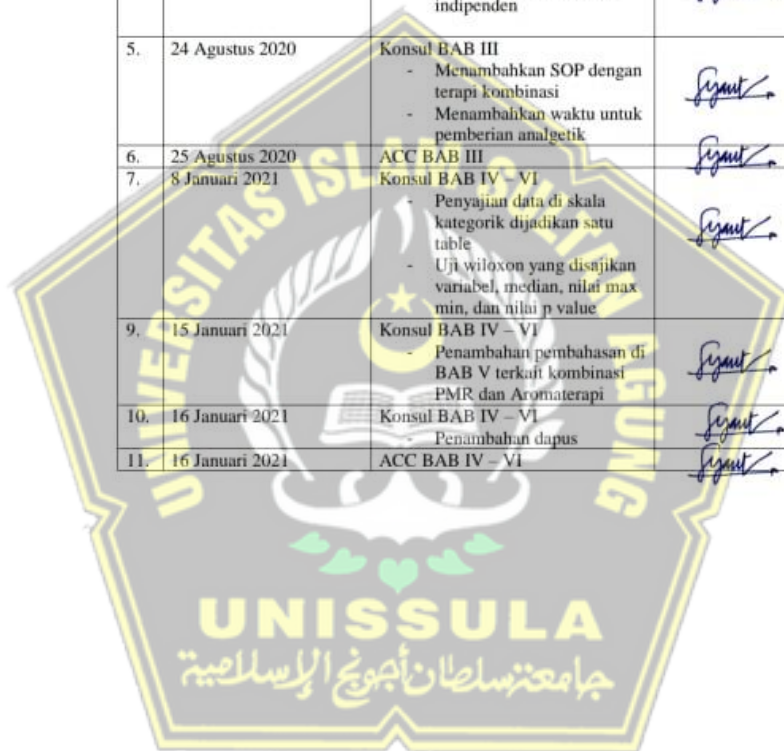 indipenden
5. 24 Agustus 2020 Konsul BAB III
- Menambahkan SOP dengan
terapi kombinasi
- Menambahkan waktu untuk
pemberian analgetik
6. 25 Agustus 2020 ACC BAB III
7. 8 Januari 2021 Konsul BAB IV – VI
- Penyajian data di skala
kategorik dijadikan satu
table
- Uji wiloxon yang disajikan
variabel, median, nilai max
min, dan nilai p value
9. 15 Januari 2021 Konsul BAB IV – VI
- Penambahan pembahasan di
BAB V terkait kombinasi
PMR dan Aromaterapi
10. 16 Januari 2021 Konsul BAB IV – VI
- Penambahan dapus
11. 16 Januari 2021 ACC BAB IV – VI
UNIVERSITAS ISLAM SULTAN AGUNG
UNISSULA
جامعة سلطان أجونج الإسلامية